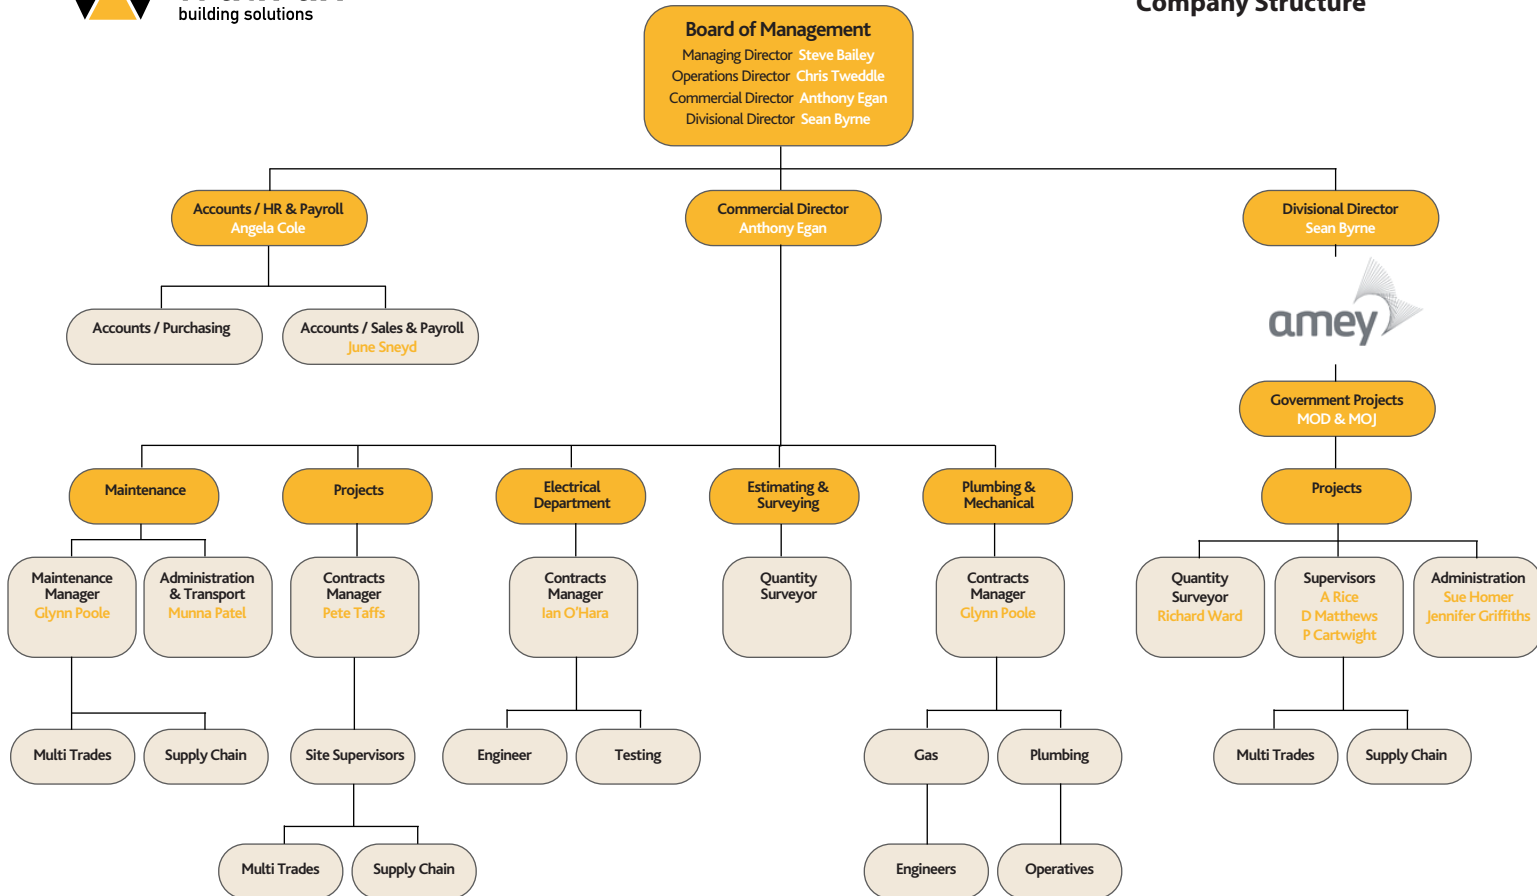 building solutions
Company Structure
Board of Management
Managing Director Steve Bailey
Operations Director Chris Tweddle
Commercial Director Anthony Egan
Divisional Director Sean Byrne
Accounts / HR & Payroll
Angela Cole
Commercial Director
Anthony Egan
Divisional Director
Sean Byrne
Accounts / Purchasing
Accounts / Sales & Payroll
June Sneyd
amey
Government Projects
MOD & MOJ
Maintenance
Projects
Electrical
Department
Estimating &
Surveying
Plumbing &
Mechanical
Projects
Maintenance
Manager
Glynn Poole
Administration
& Transport
Munna Patel
Contracts
Manager
Pete Taffs
Contracts
Manager
Ian O'Hara
Quantity
Surveyor
Contracts
Manager
Glynn Poole
Quantity
Surveyor
Richard Ward
Supervisors
A Rice
D Matthews
P Cartwight
Administration
Sue Homer
Jennifer Griffiths
Multi Trades
Supply Chain
Site Supervisors
Engineer
Testing
Gas
Plumbing
Multi Trades
Supply Chain
Multi Trades
Supply Chain
Engineers
Operatives